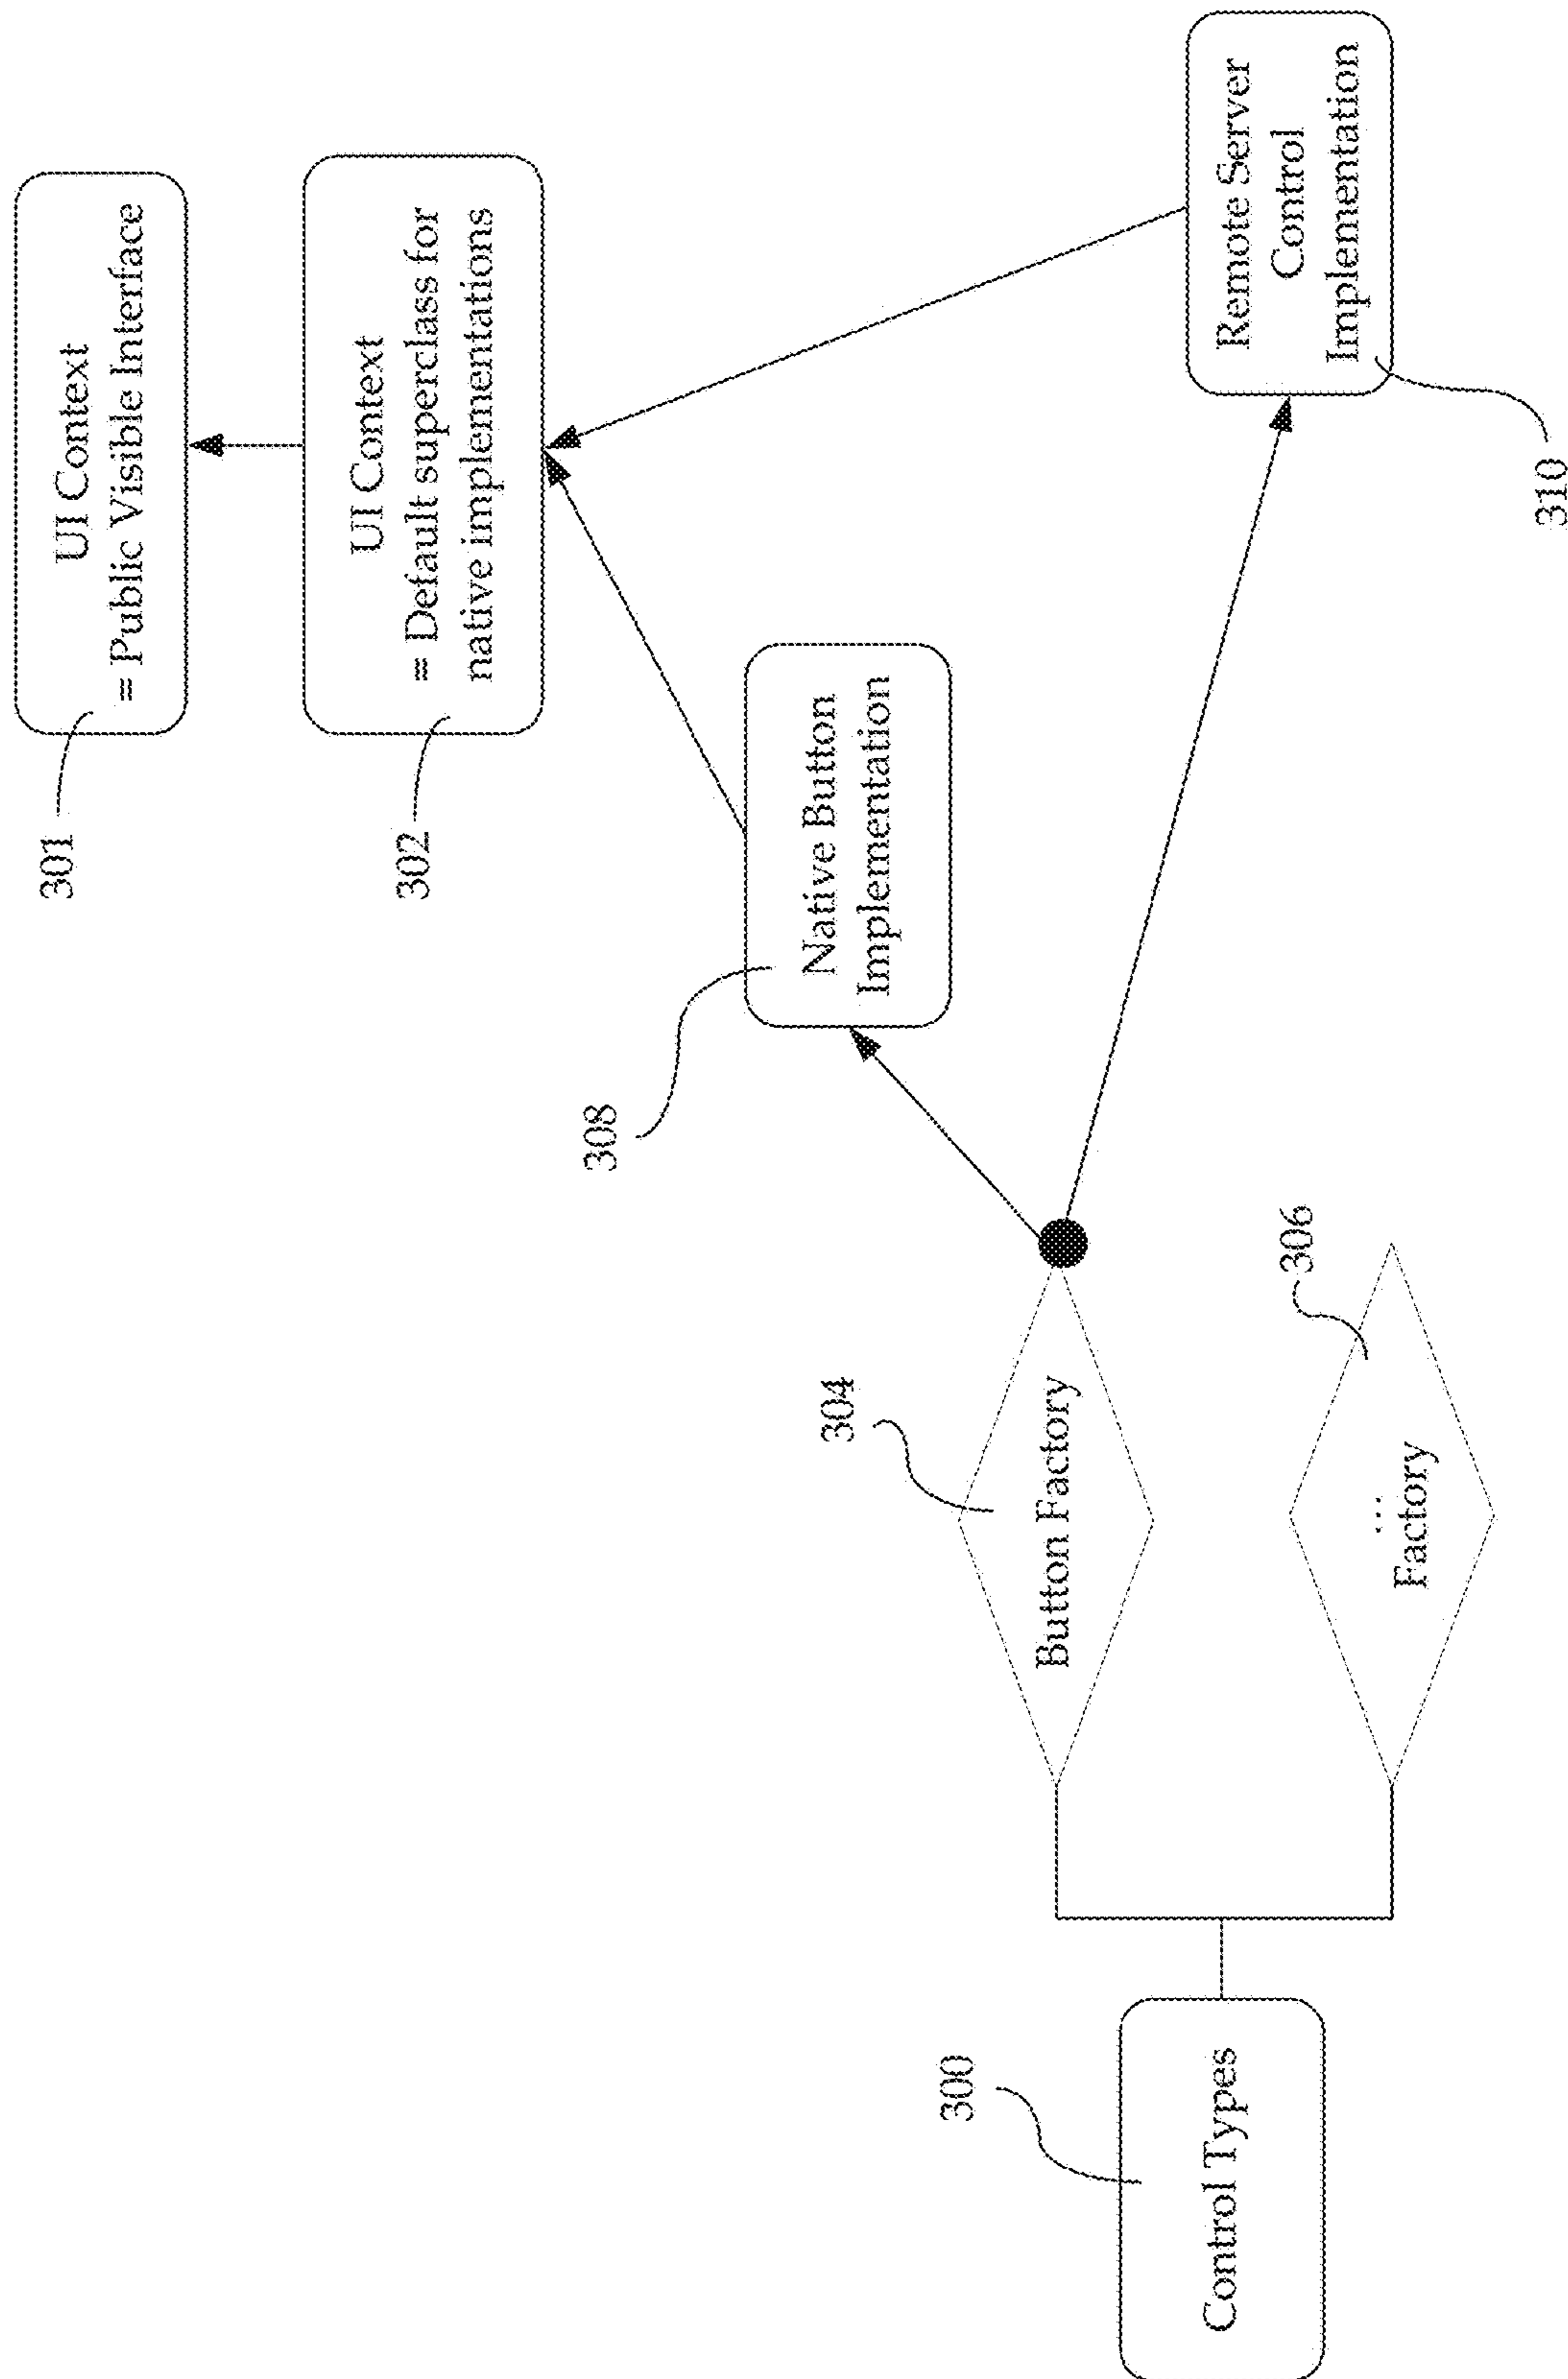 301
UI Context
= Public Visible Interface
302
UI Context
= Default superclass for
native implementations
308
Native Button
Implementation
304
Button Factory
300
Control Types
306
...
Factory
Remote Server
Control
Implementation
310